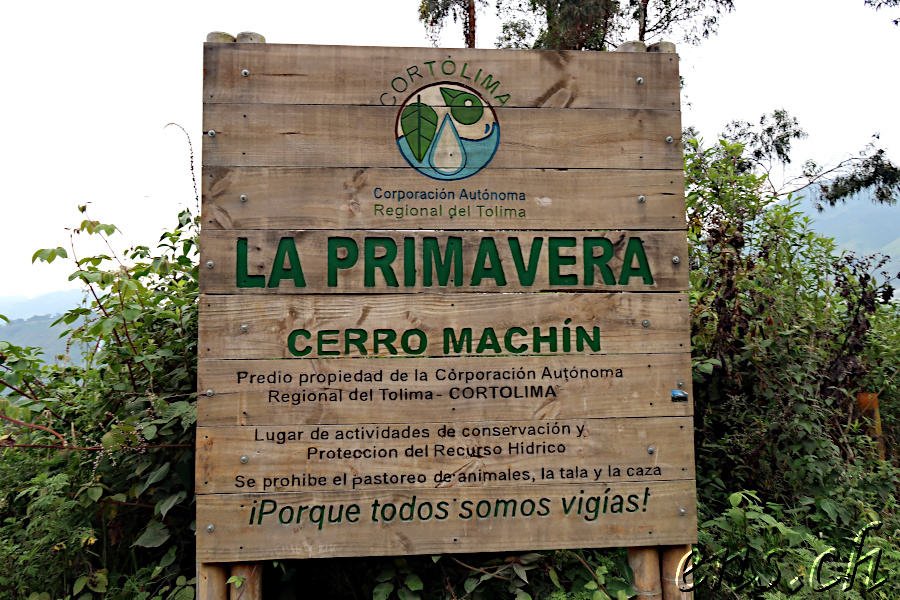 CORTOLIMA
Corporación Autónoma
Regional del Tolima
LA PRIMAVERA
CERRO MACHÍN
Predio propiedad de la Corporación Autónoma
Regional del Tolima - CORTOLIMA
Lugar de actividades de conservación y
Proteccion del Recurso Hídrico
Se prohibe el pastoreo de animales, la tala y la caza
¡Porque todos somos vigías!
ens.ch